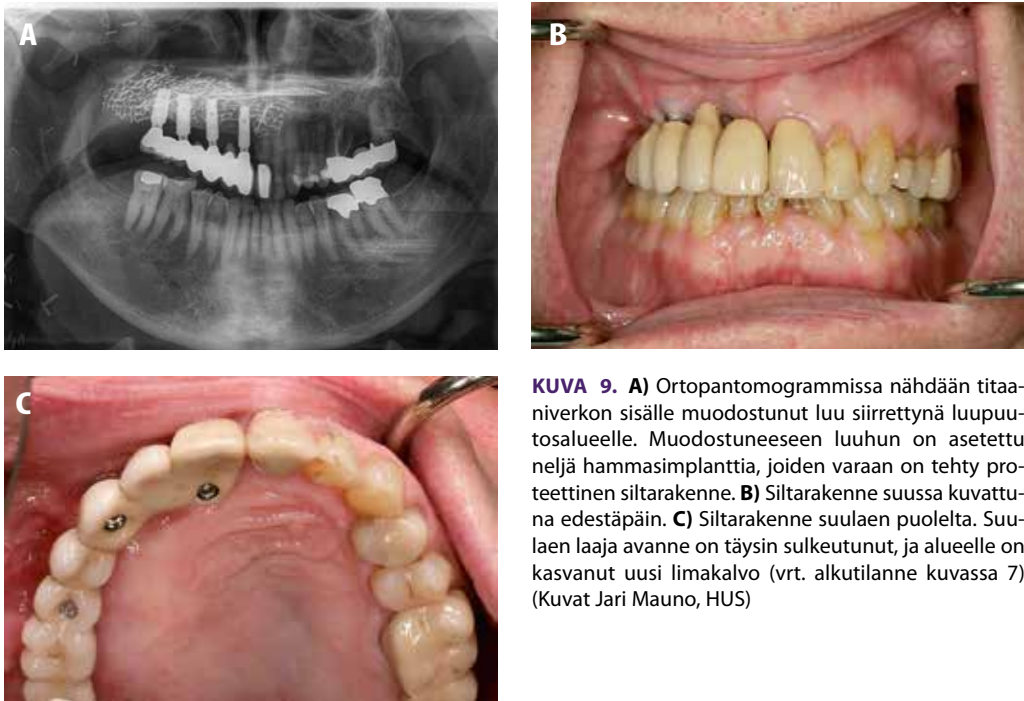 A
B
C
KUVA 9. A) Ortopantomogrammissa nähdään titaa-
niverkon sisälle muodostunut luu siirrettynä luupuu-
tosalueelle. Muodostuneeseen luuhun on asetettu
neljä hammasimplanttia, joiden varaan on tehty pro-
teettinen siltarakenne. B) Siltarakenne suussa kuvattu-
na edestäpäin. C) Siltarakenne suulaen puolelta. Suu-
laen laaja avanne on täysin sulkeutunut, ja alueelle on
kasvanut uusi limakalvo (vrt. alkutilanne kuvassa 7)
(Kuvat Jari Mauno, HUS)